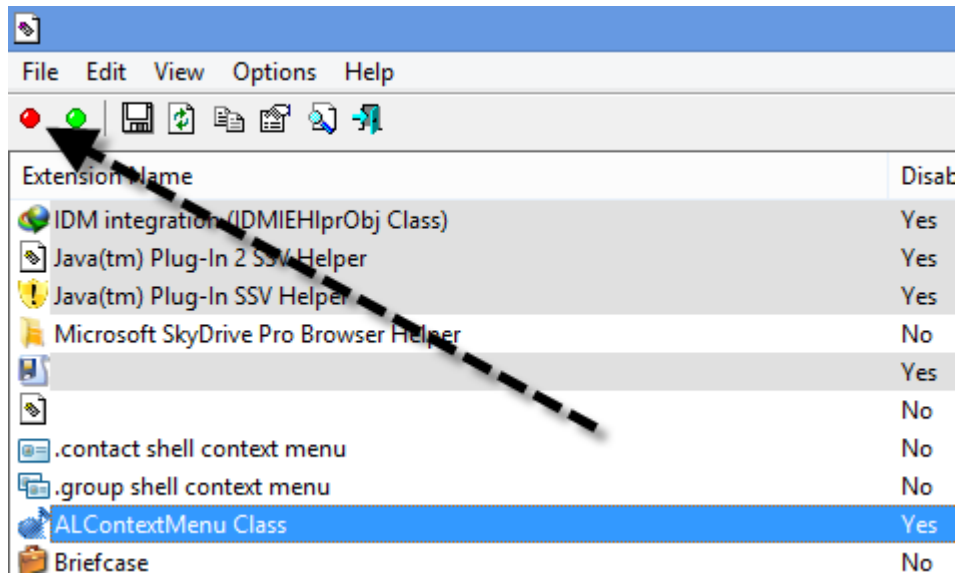 File Edit View Options Help
Extension Name Disab
IDM integration (IDMIEHlprObj Class) Yes
Java(tm) Plug-In 2 SSV Helper Yes
Java(tm) Plug-In SSV Helper Yes
Microsoft SkyDrive Pro Browser Helper No
Yes
No
.contact shell context menu No
.group shell context menu No
ALContextMenu Class Yes
Briefcase No